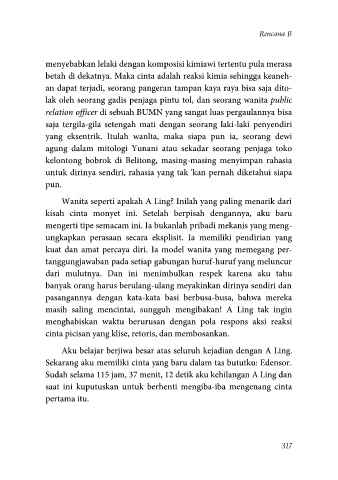 Rencana B
menyebabkan lelaki dengan komposisi kimiawi tertentu pula merasa
betah di dekatnya. Maka cinta adalah reaksi kimia sehingga keaneh-
an dapat terjadi, seorang pangeran tampan kaya raya bisa saja dito-
lak oleh seorang gadis penjaga pintu tol, dan seorang wanita public
relation officer di sebuah BUMN yang sangat luas pergaulannya bisa
saja tergila-gila setengah mati dengan seorang laki-laki penyendiri
yang eksentrik. Itulah wanlta, maka siapa pun ia, seorang dewi
agung dalam mitologi Yunani atau sekadar seorang penjaga toko
kelontong bobrok di Belitong, masing-masing menyimpan rahasia
untuk dirinya sendiri, rahasia yang tak 'kan pernah diketahui siapa
pun.
Wanita seperti apakah A Ling? Inilah yang paling menarik dari
kisah cinta monyet ini. Setelah berpisah dengannya, aku baru
mengerti tipe semacam ini. Ia bukanlah pribadi mekanis yang meng-
ungkapkan perasaan secara eksplisit. Ia memiliki pendirian yang
kuat dan amat percaya diri. Ia model wanita yang memegang per-
tanggungjawaban pada setiap gabungan huruf-huruf yang meluncur
dari mulutnya. Dan ini menimbulkan respek karena aku tahu
banyak orang harus berulang-ulang meyakinkan dirinya sendiri dan
pasangannya dengan kata-kata basi berbusa-busa, bahwa mereka
masih saling mencintai, sungguh mengibakan! A Ling tak ingin
menghabiskan waktu berurusan dengan pola respons aksi reaksi
cinta picisan yang klise, retoris, dan membosankan.
Aku belajar berjiwa besar atas seluruh kejadian dengan A Ling.
Sekarang aku memiliki cinta yang baru dalam tas bututku: Edensor.
Sudah selama 115 jam, 37 menit, 12 detik aku kehilangan A Ling dan
saat ini kuputuskan untuk berhenti mengiba-iba mengenang cinta
pertama itu.
317